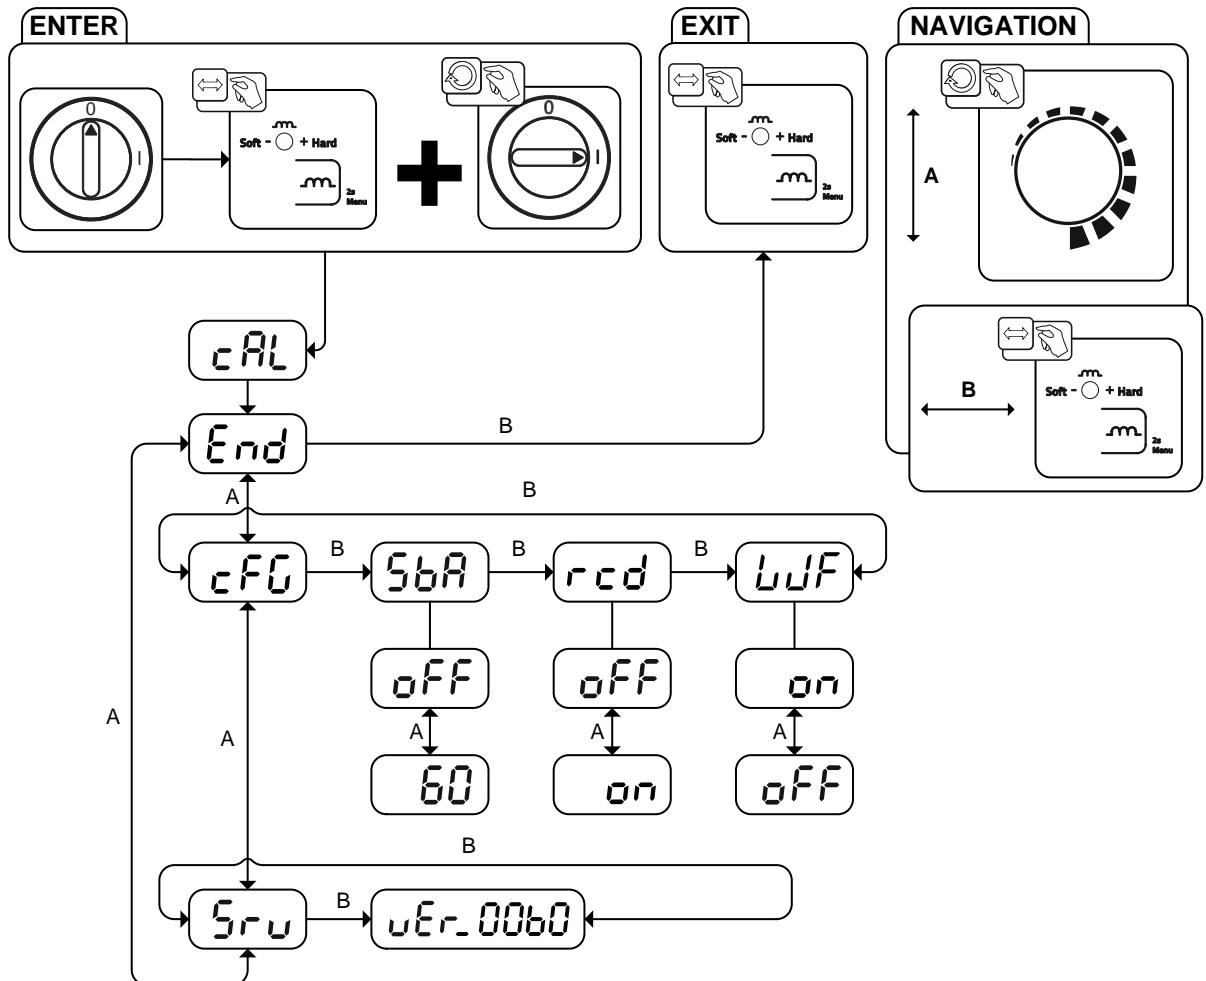 ENTER
EXIT
NAVIGATION
0
I
Soft - + Hard
2s
Menu
0
I
Soft - + Hard
2s
Menu
A
B
Soft - + Hard
2s
Menu
cAL
End
B
A
B
cFG
B
SbA
B
rcd
B
WF
oFF
oFF
on
A
A
A
A
A
60
on
oFF
B
Srv
B
vEr_00b0